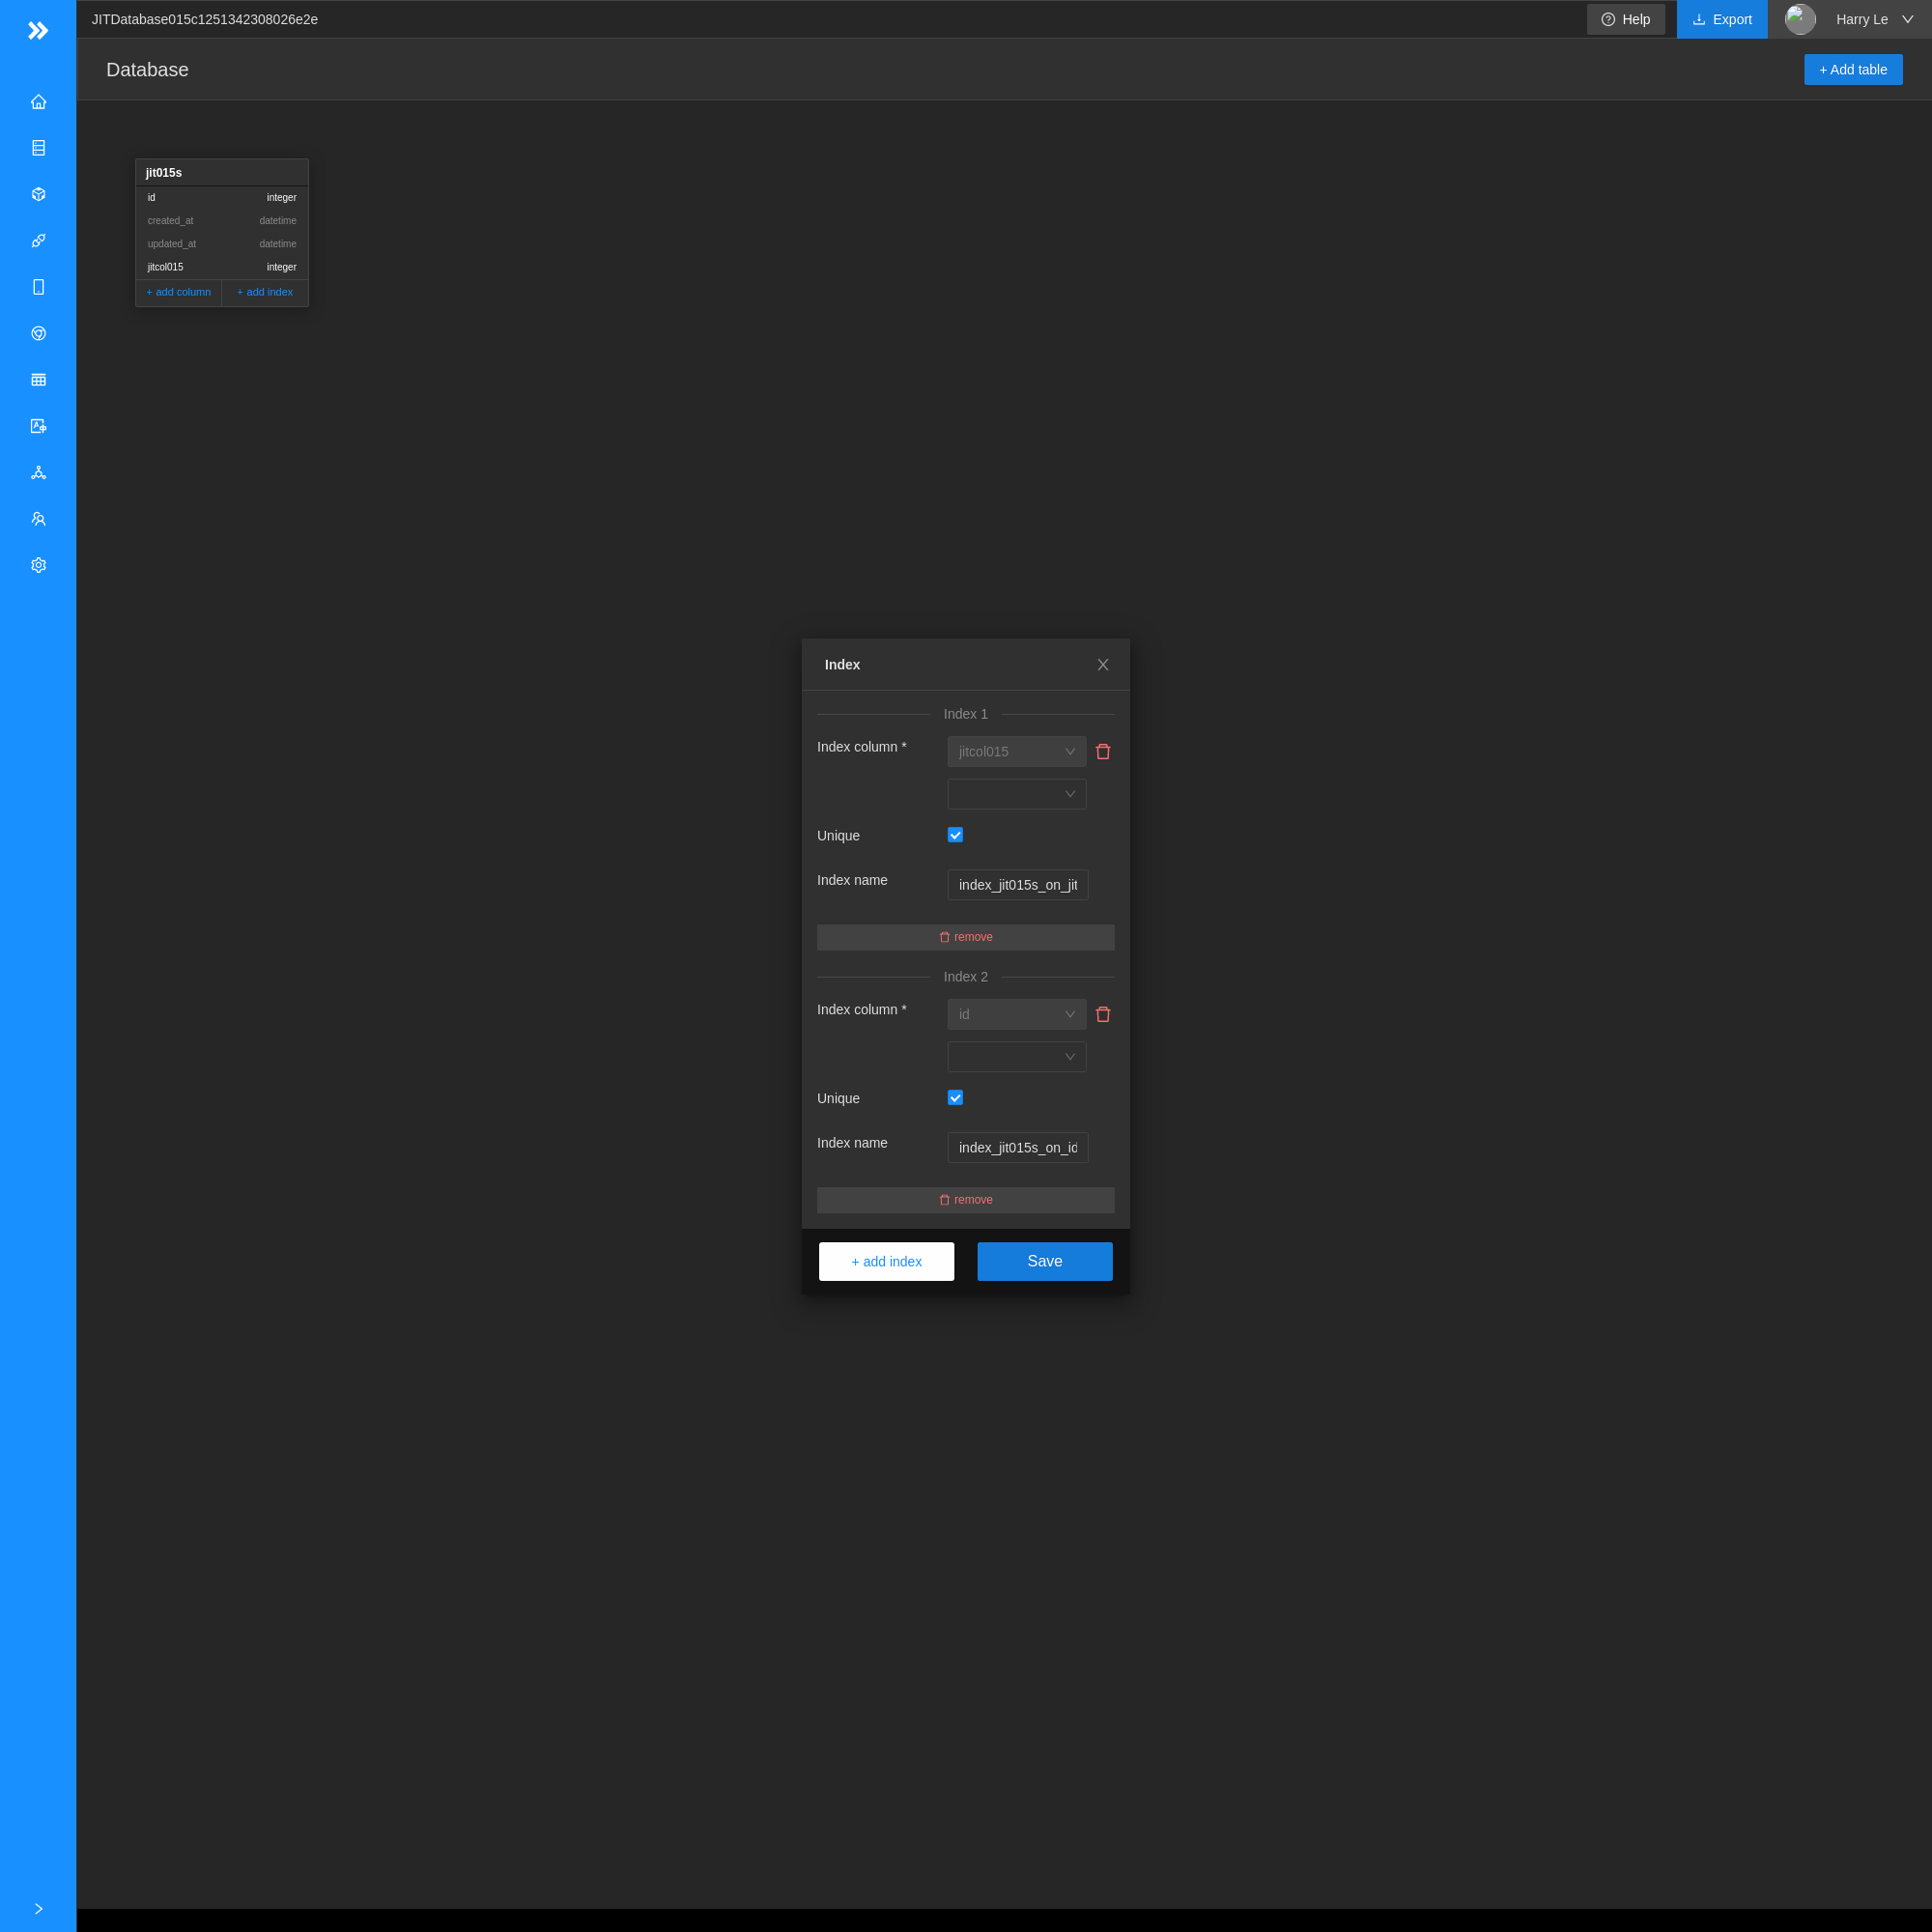 JITDatabase015c1251342308026e2e
Help
Export
Harry Le
Database
+ Add table
jit015s
id integer
created_at datetime
updated_at datetime
jitcol015 integer
+ add column + add index
Index
Index 1
Index column * jitcol015
Unique
Index name index_jit015s_on_jit
remove
Index 2
Index column * id
Unique
Index name index_jit015s_on_id
remove
+ add index Save